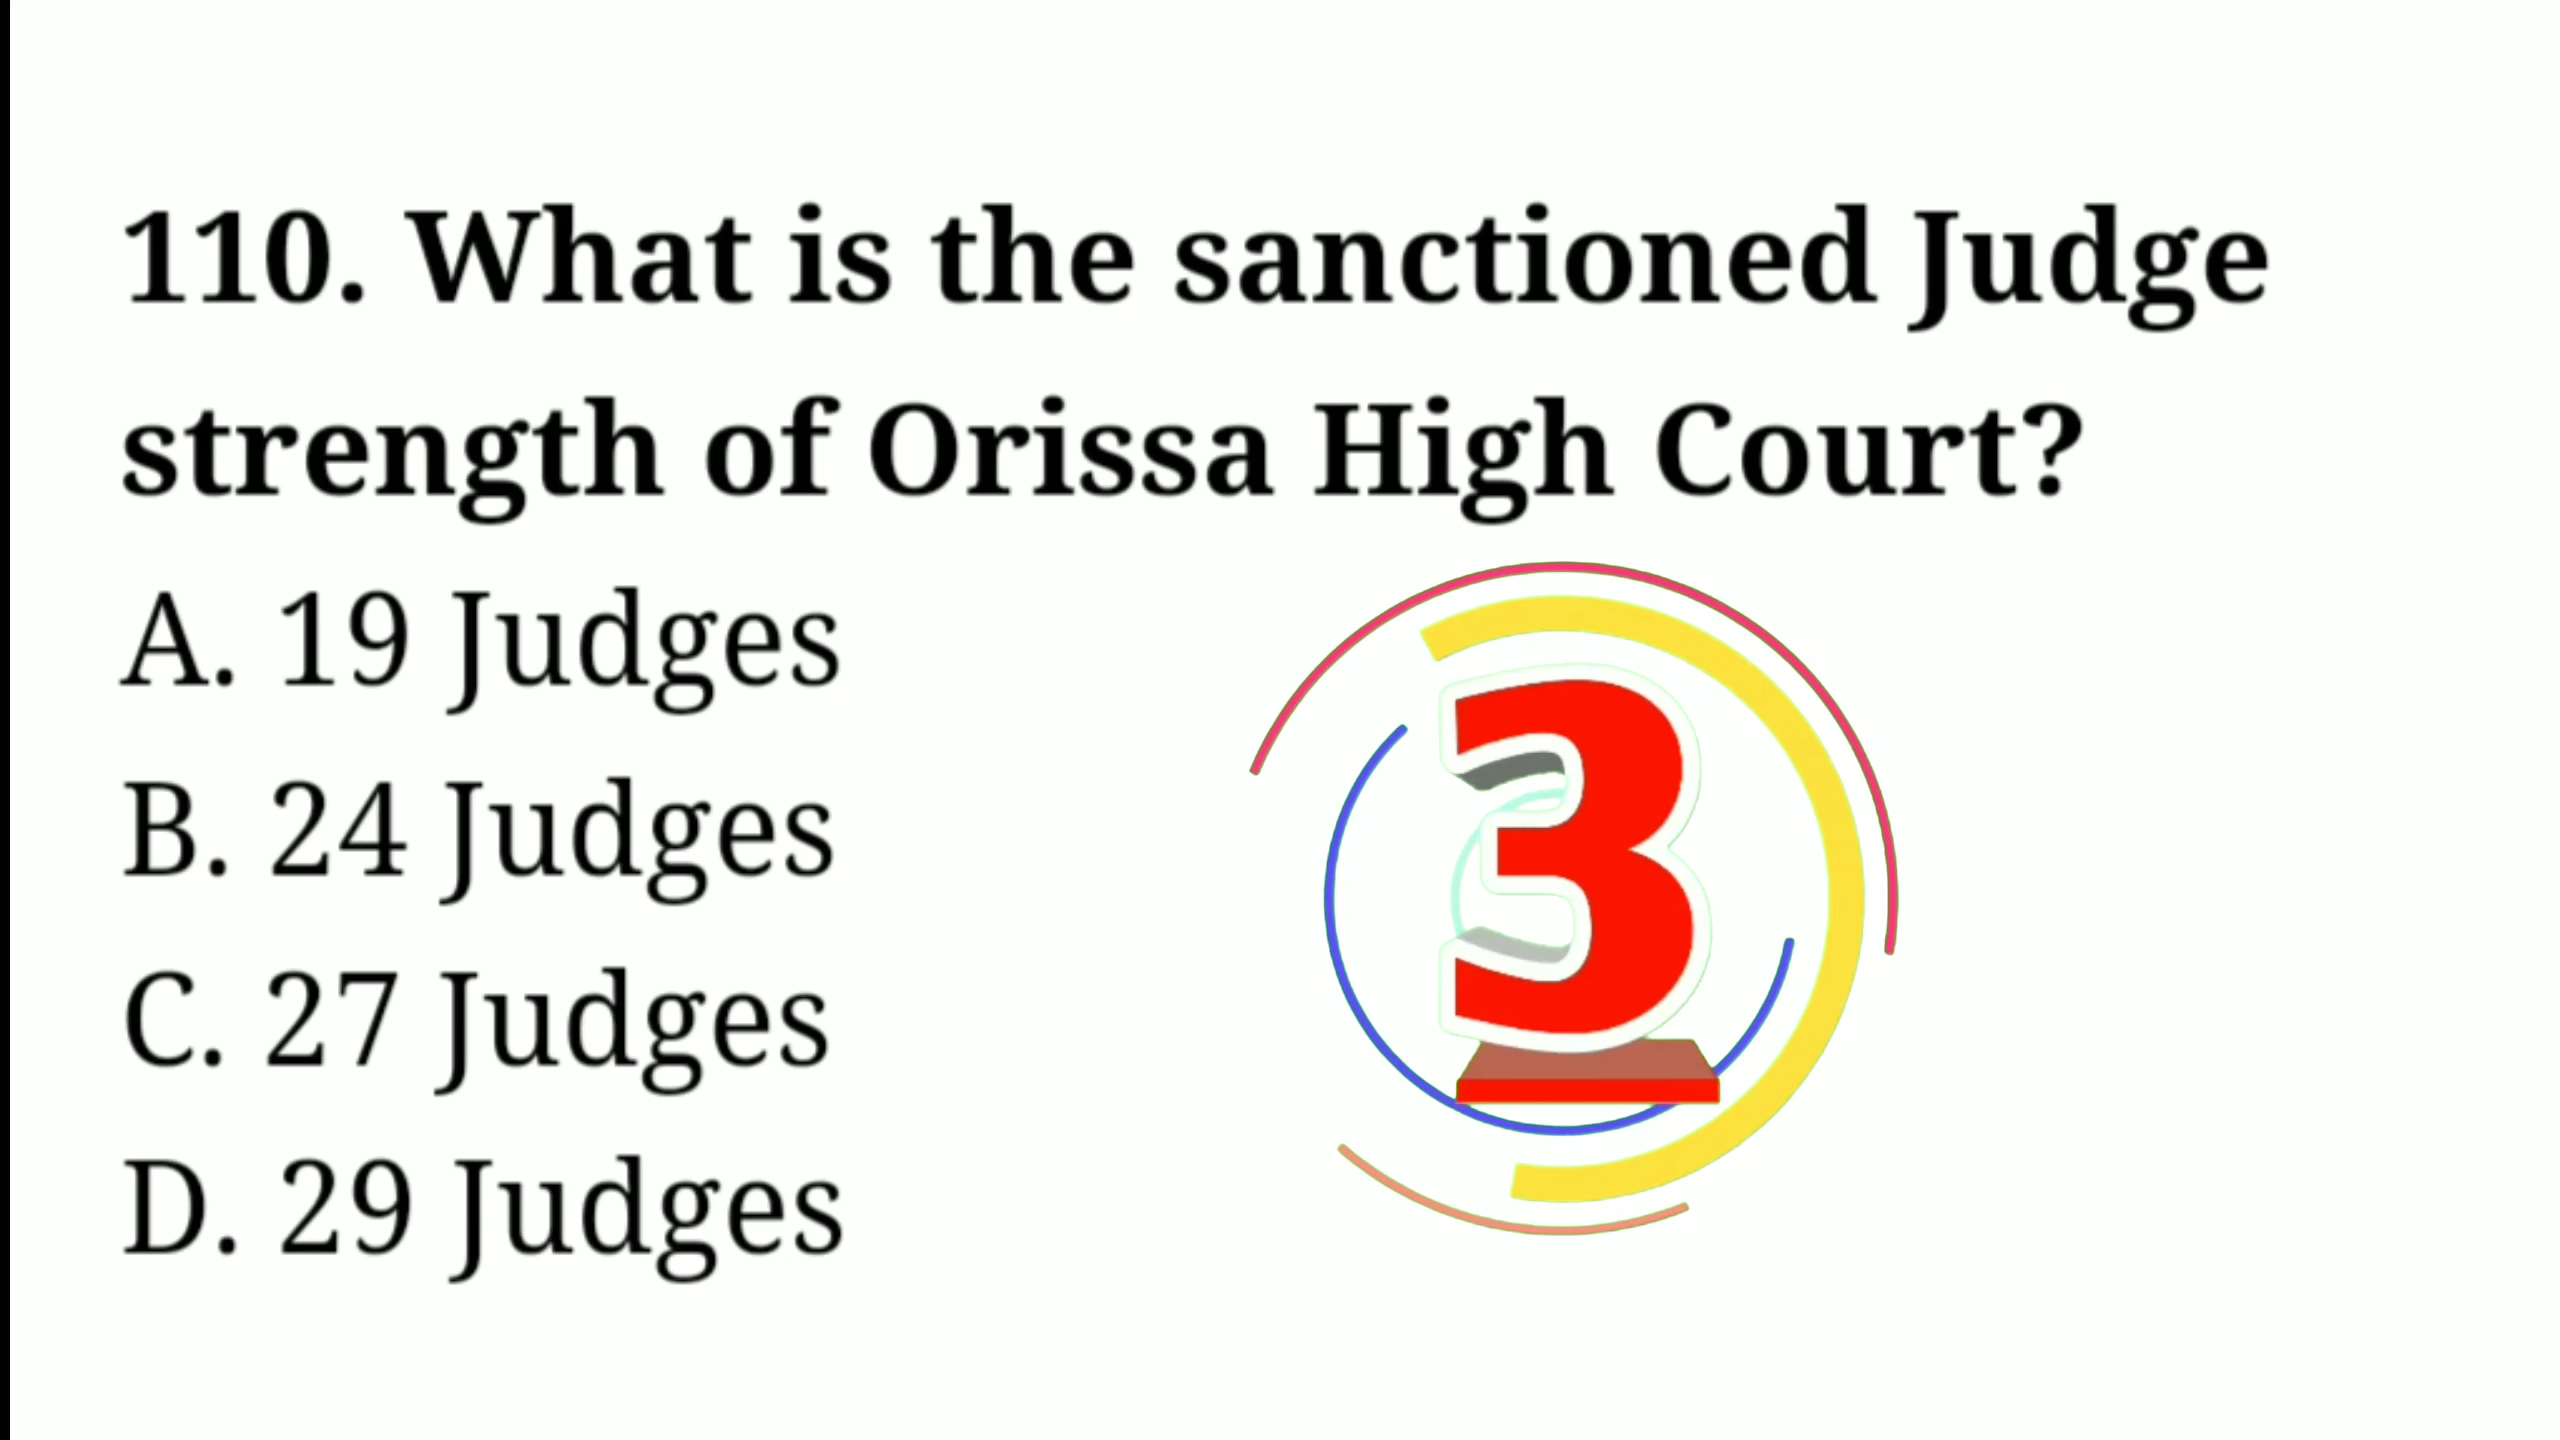 110. What is the sanctioned Judge
strength of Orissa High Court?
A. 19 Judges
B. 24 Judges
C. 27 Judges
D. 29 Judges
3